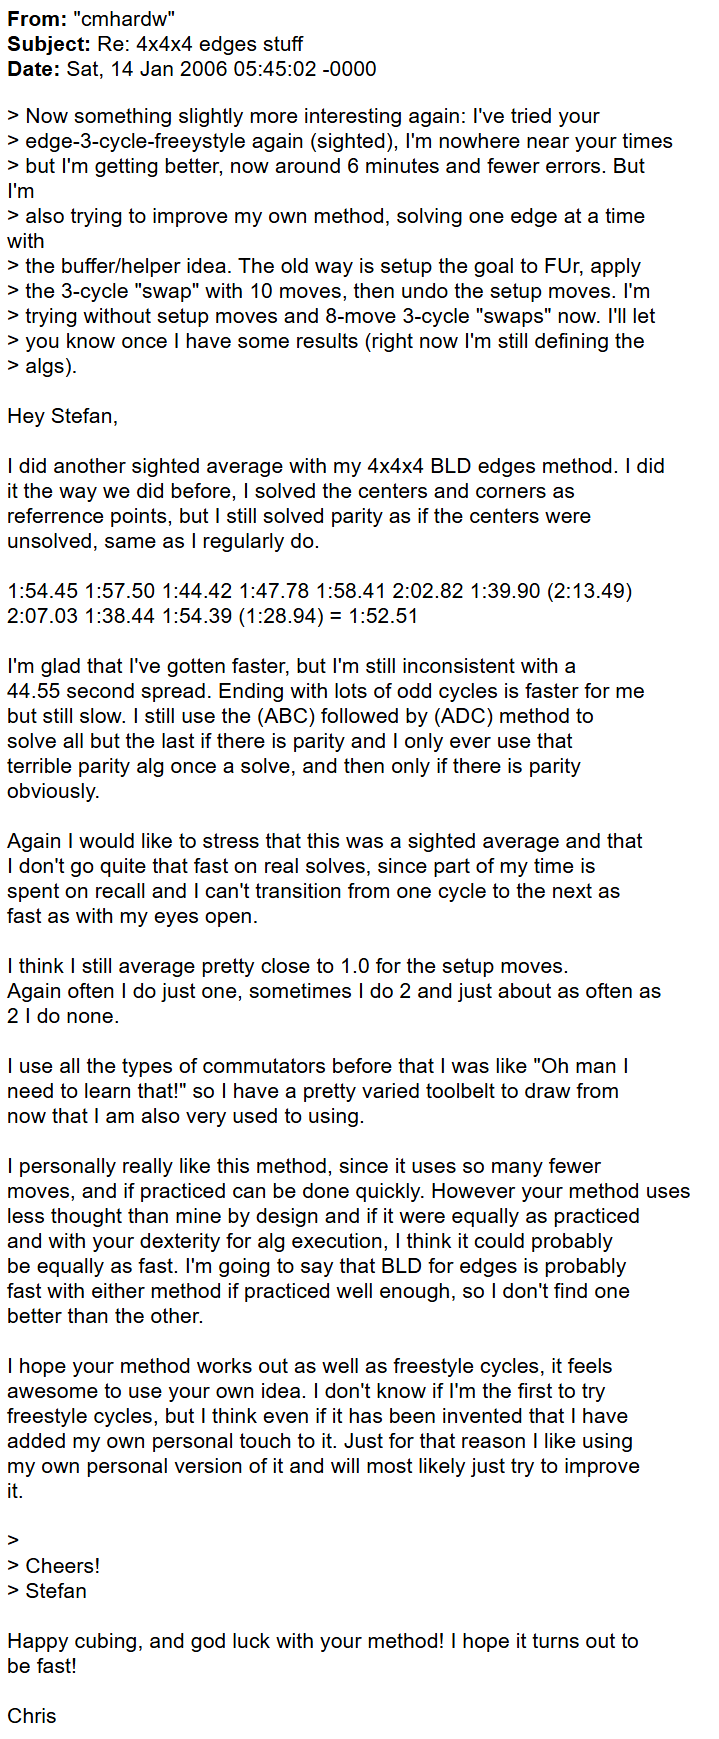 From: "cmhardw"
Subject: Re: 4x4x4 edges stuff
Date: Sat, 14 Jan 2006 05:45:02 -0000
> Now something slightly more interesting again: I've tried your
> edge-3-cycle-freeystyle again (sighted), I'm nowhere near your times
> but I'm getting better, now around 6 minutes and fewer errors. But
I'm
> also trying to improve my own method, solving one edge at a time
with
> the buffer/helper idea. The old way is setup the goal to FUr, apply
> the 3-cycle "swap" with 10 moves, then undo the setup moves. I'm
> trying without setup moves and 8-move 3-cycle "swaps" now. I'll let
> you know once I have some results (right now I'm still defining the
> algs).
Hey Stefan,
I did another sighted average with my 4x4x4 BLD edges method. I did
it the way we did before, I solved the centers and corners as
referrence points, but I still solved parity as if the centers were
unsolved, same as I regularly do.
1:54.45 1:57.50 1:44.42 1:47.78 1:58.41 2:02.82 1:39.90 (2:13.49)
2:07.03 1:38.44 1:54.39 (1:28.94) = 1:52.51
I'm glad that I've gotten faster, but I'm still inconsistent with a
44.55 second spread. Ending with lots of odd cycles is faster for me
but still slow. I still use the (ABC) followed by (ADC) method to
solve all but the last if there is parity and I only ever use that
terrible parity alg once a solve, and then only if there is parity
obviously.
Again I would like to stress that this was a sighted average and that
I don't go quite that fast on real solves, since part of my time is
spent on recall and I can't transition from one cycle to the next as
fast as with my eyes open.
I think I still average pretty close to 1.0 for the setup moves.
Again often I do just one, sometimes I do 2 and just about as often as
2 I do none.
I use all the types of commutators before that I was like "Oh man I
need to learn that!" so I have a pretty varied toolbelt to draw from
now that I am also very used to using.
I personally really like this method, since it uses so many fewer
moves, and if practiced can be done quickly. However your method uses
less thought than mine by design and if it were equally as practiced
and with your dexterity for alg execution, I think it could probably
be equally as fast. I'm going to say that BLD for edges is probably
fast with either method if practiced well enough, so I don't find one
better than the other.
I hope your method works out as well as freestyle cycles, it feels
awesome to use your own idea. I don't know if I'm the first to try
freestyle cycles, but I think even if it has been invented that I have
added my own personal touch to it. Just for that reason I like using
my own personal version of it and will most likely just try to improve
it.
>
> Cheers!
> Stefan
Happy cubing, and god luck with your method! I hope it turns out to
be fast!
Chris